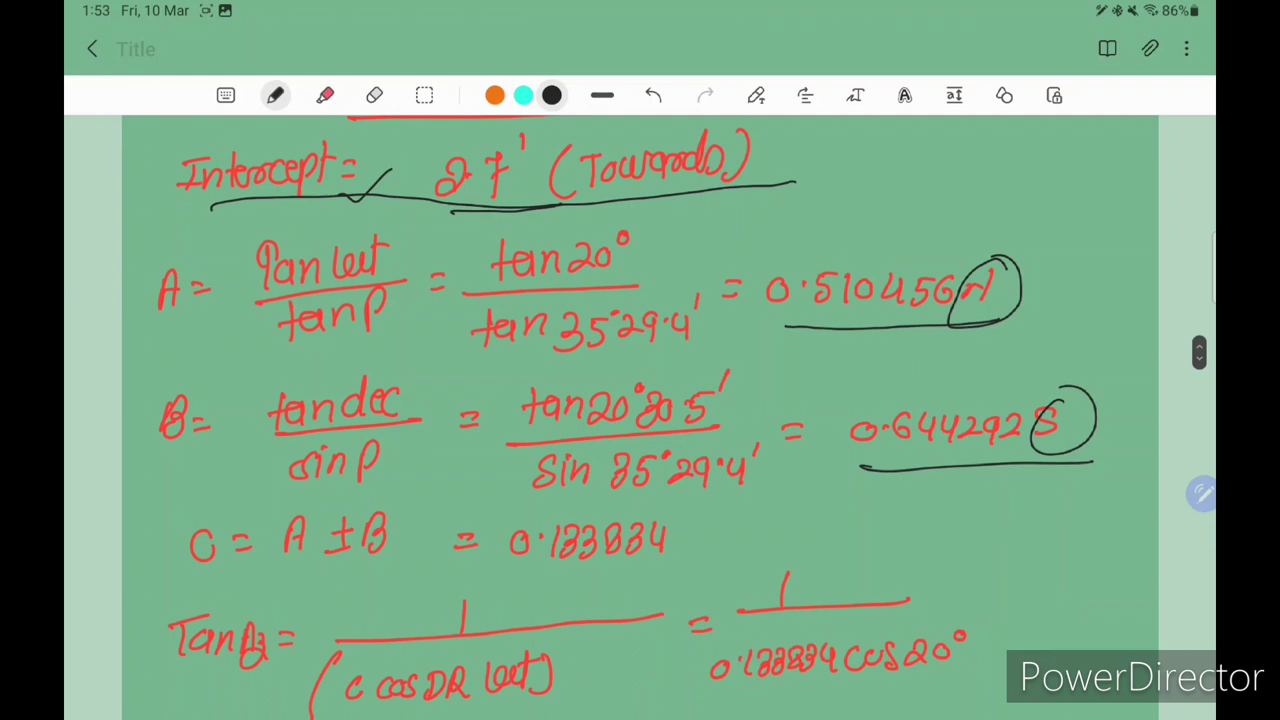 1:53 Fri, 10 Mar 86%
Title
Intercept = 27' (Towards)
A = Tan lat / tan P = tan 20° / tan 35°29.4' = 0.510456 N
B = tan dec / sin P = tan 20°30.5' / sin 35°29.4' = 0.644292 S
C = A ± B = 0.133834
Tan Az = 1 / (C cos DR lat) = 1 / 0.133834 cos 20°
PowerDirector